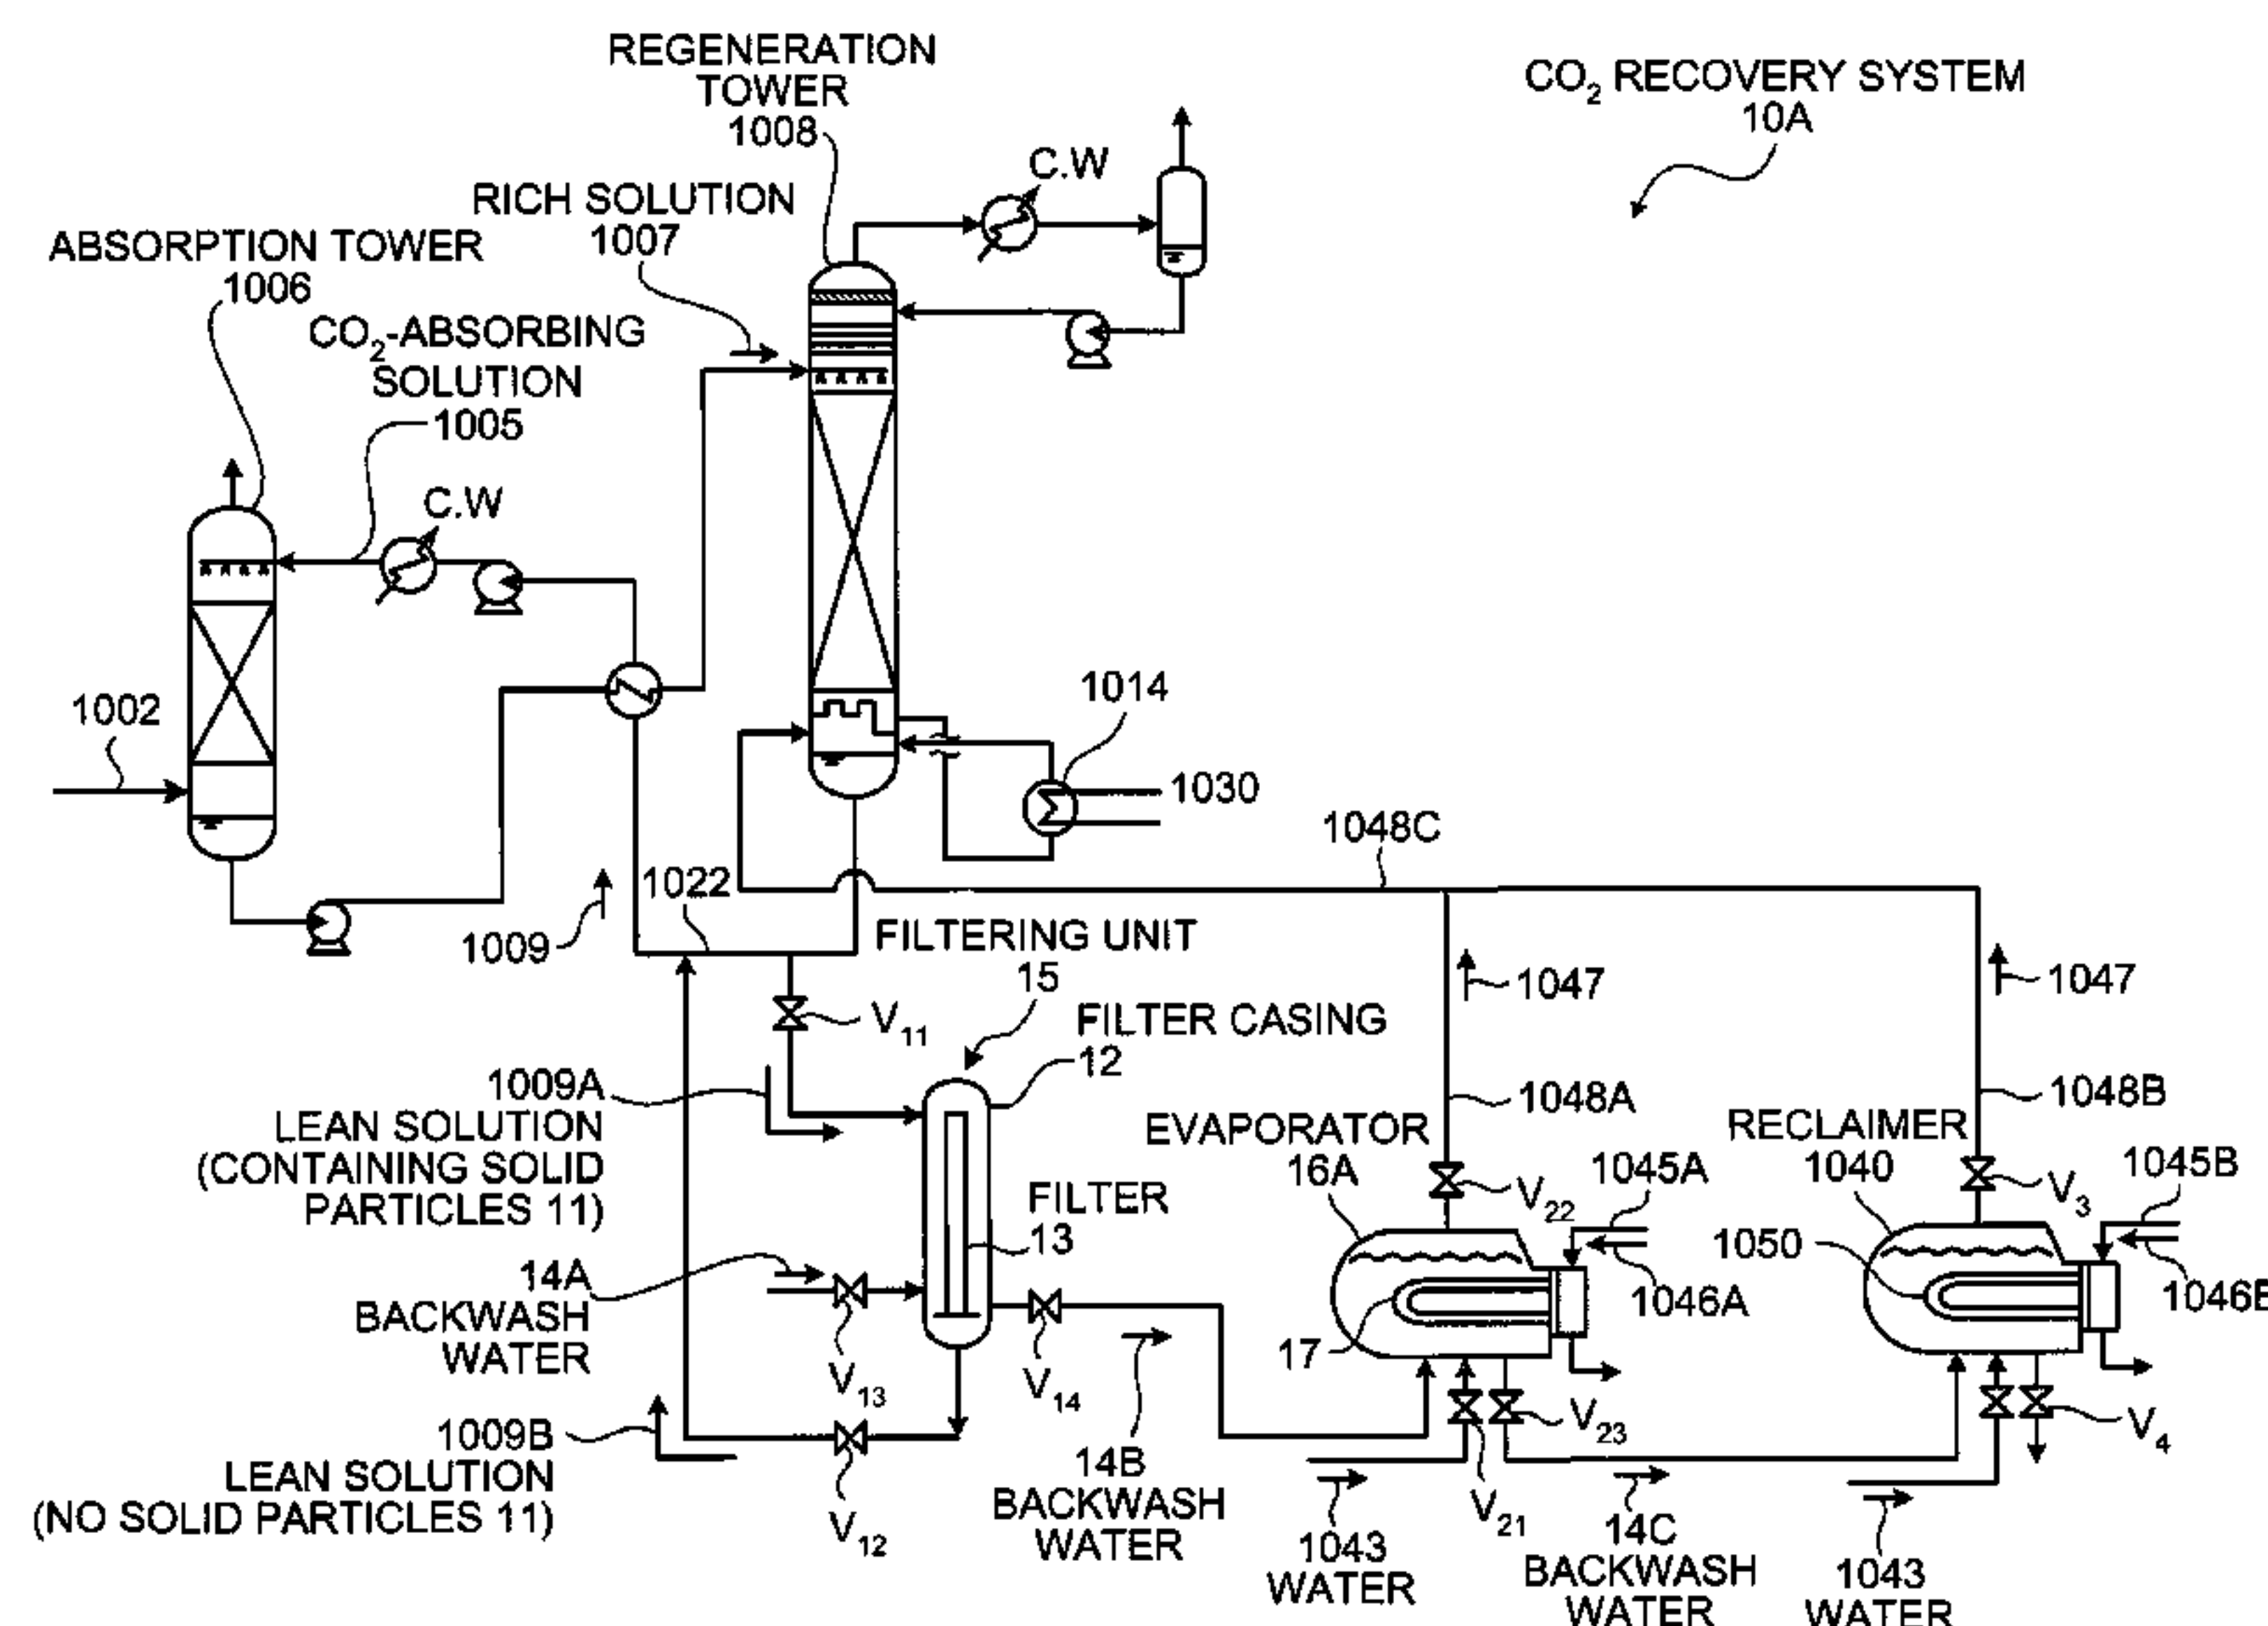 REGENERATION
TOWER
1008
CO₂ RECOVERY SYSTEM
10A
C.W
RICH SOLUTION
1007
ABSORPTION TOWER
1006
CO₂-ABSORBING
SOLUTION
1005
C.W
1002
1014
1030
1048C
1022
1009
FILTERING UNIT
15
1047
1047
V₁₁
FILTER CASING
12
1009A
LEAN SOLUTION
(CONTAINING SOLID
PARTICLES 11)
1048A
1048B
EVAPORATOR
16A
RECLAIMER
1040
1045A
1045B
V₂₂
V₃
FILTER
13
1050
14A
BACKWASH
WATER
1046A
1046B
17
V₁₃
V₁₄
1009B
LEAN SOLUTION
(NO SOLID PARTICLES 11)
V₂₃
V₄
14B
BACKWASH
WATER
V₁₂
V₂₁
1043
WATER
14C
BACKWASH
WATER
1043
WATER